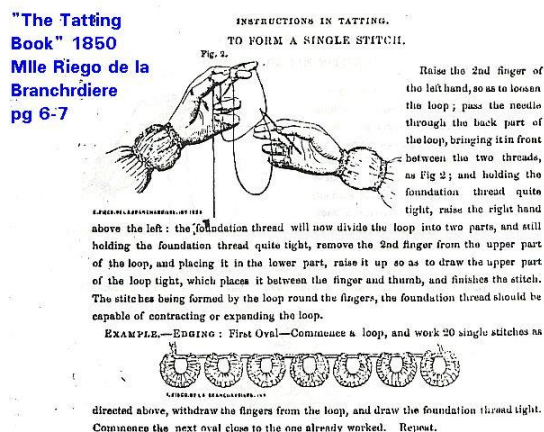 "The Tatting
Book" 1850
Mlle Riego de la
Branchrdiere
pg 6-7
INSTRUCTIONS IN TATTING.
TO FORM A SINGLE STITCH.
Fig. 2.
Raise the 2nd finger of
the left hand, so as to loosen
the loop ; pass the needle
through the back part of
the loop, bringing it in front
between the two threads,
as Fig 2 ; and holding the
foundation thread quite
tight, raise the right hand
above the left : the foundation thread will now divide the loop into two parts, and still
holding the foundation thread quite tight, remove the 2nd finger from the upper part
of the loop, and placing it in the lower part, raise it up so as to draw the upper part
of the loop tight, which places it between the finger and thumb, and finishes the stitch.
The stitches being formed by the loop round the fingers, the foundation thread should be
capable of contracting or expanding the loop.
EXAMPLE.—EDGING : First Oval—Commence a loop, and work 20 single stitches as
directed above, withdraw the fingers from the loop, and draw the foundation thread tight.
Commence the next oval close to the one already worked. Repeat.